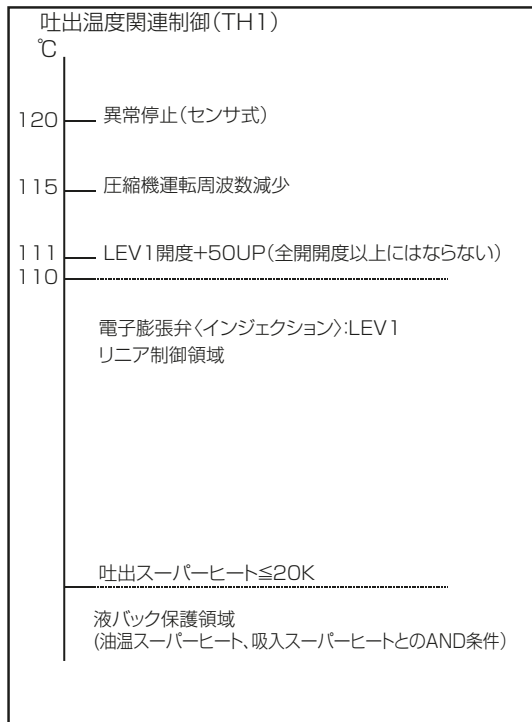 吐出温度関連制御(TH1)
℃
120 異常停止(センサ式)
115 圧縮機運転周波数減少
111 LEV1開度+50UP(全開開度以上にはならない)
110
電子膨張弁〈インジェクション〉:LEV1
リニア制御領域
吐出スーパーヒート≦20K
液バック保護領域
(油温スーパーヒート、吸入スーパーヒートとのAND条件)